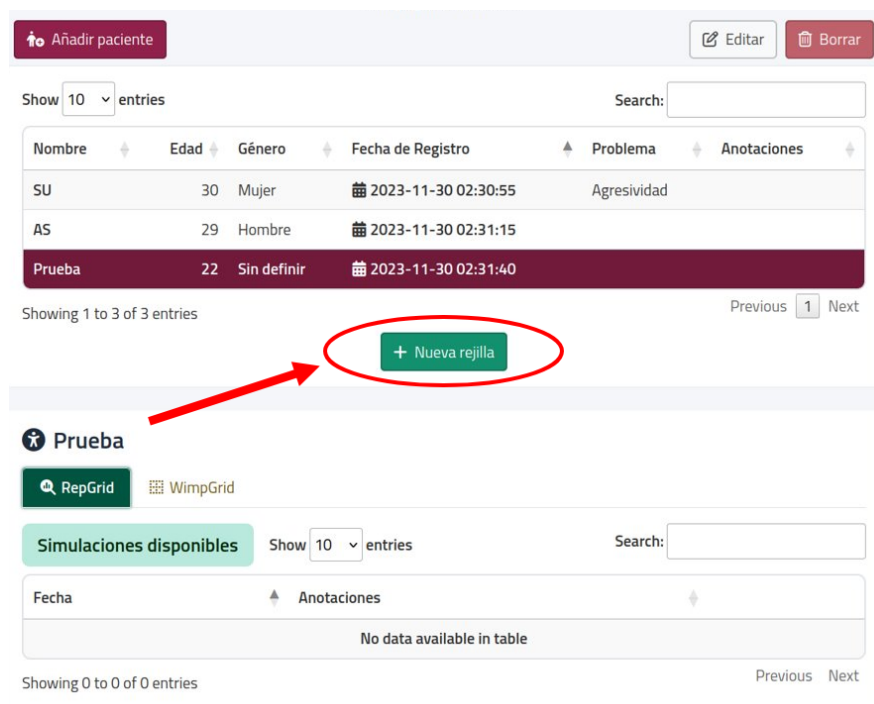 Añadir paciente Editar Borrar
Show 10 entries Search:
Nombre Edad Género Fecha de Registro Problema Anotaciones
SU 30 Mujer 2023-11-30 02:30:55 Agresividad
AS 29 Hombre 2023-11-30 02:31:15
Prueba 22 Sin definir 2023-11-30 02:31:40
Showing 1 to 3 of 3 entries Previous 1 Next
+ Nueva rejilla
Prueba
RepGrid WimpGrid
Simulaciones disponibles Show 10 entries Search:
Fecha Anotaciones
No data available in table
Showing 0 to 0 of 0 entries Previous Next